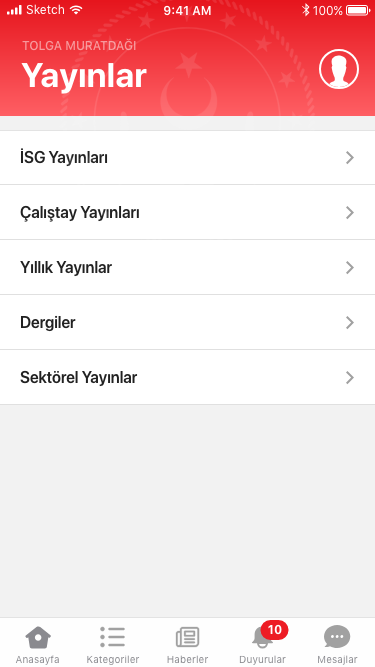 Sketch 9:41 AM 100%
TOLGA MURATDAĞI
Yayınlar
İSG Yayınları
Çalıştay Yayınları
Yıllık Yayınlar
Dergiler
Sektörel Yayınlar
10
Anasayfa Kategoriler Haberler Duyurular Mesajlar